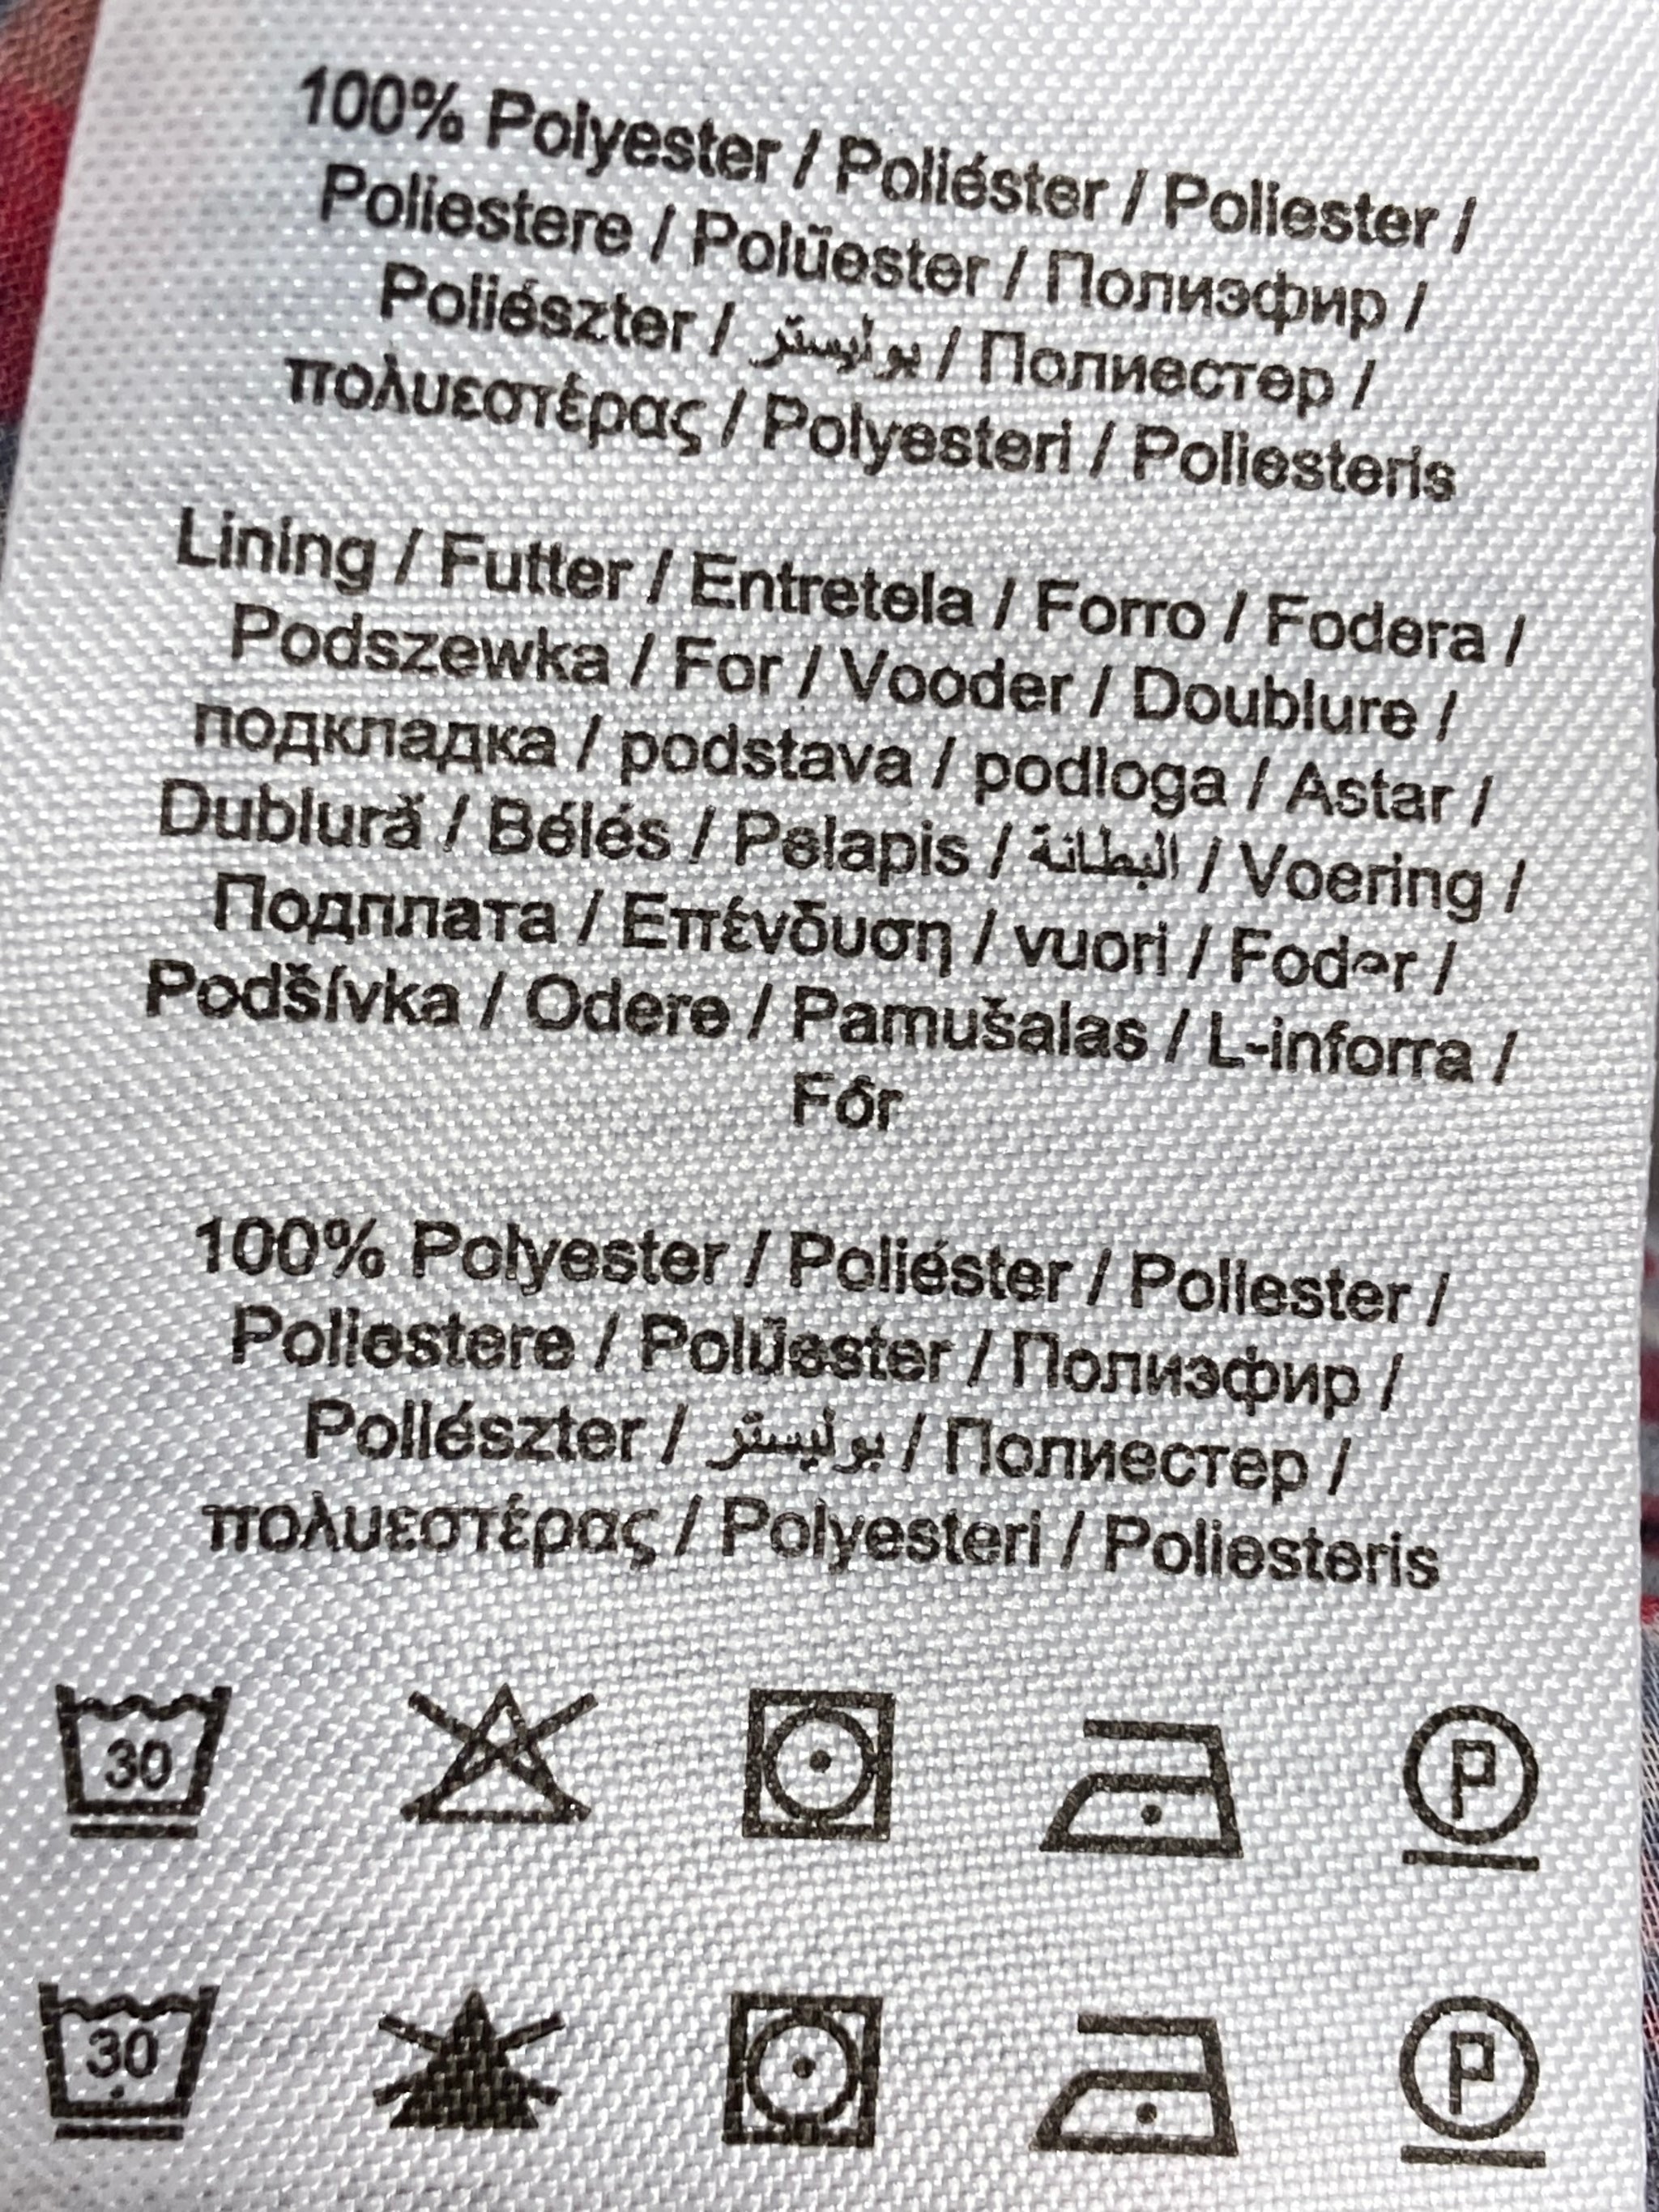 100% Polyester / Poliéster / Poliester /
Poliestere / Polüester / Полиэфир /
Poliészter / بوليستر / Полиестер /
πολυεστέρας / Polyesteri / Poliesteris
Lining / Futter / Entretela / Forro / Fodera /
Podszewka / For / Vooder / Doublure /
подкладка / podstava / podloga / Astar /
Dublură / Bélés / Pelapis / البطانة / Voering /
Подплата / Επένδυση / vuori / Foder /
Podšívka / Odere / Pamušalas / L-inforra /
Fór
100% Polyester / Poliéster / Poliester /
Poliestere / Polüester / Полиэфир /
Poliészter / بوليستر / Полиестер /
πολυεστέρας / Polyesteri / Poliesteris
30 P
30 P